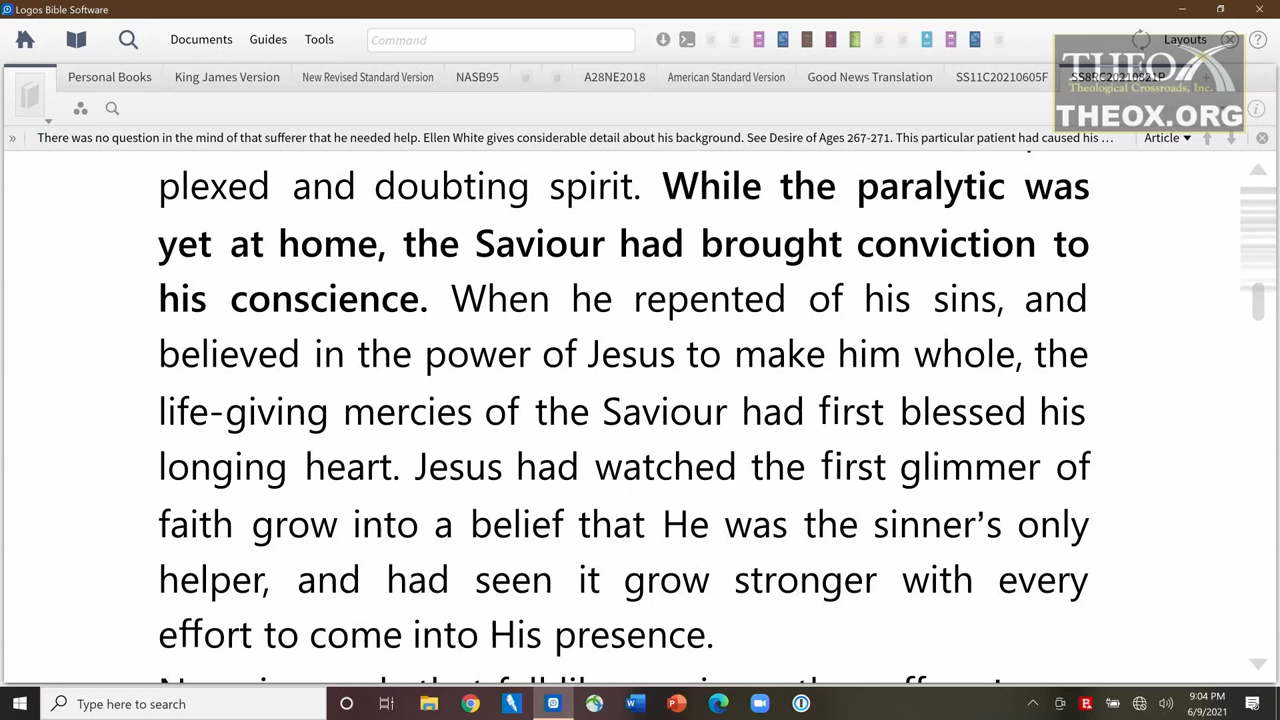 Logos Bible Software
Documents Guides Tools Command Layouts
Personal Books King James Version New Revised Standard NASB95 A28NE2018 American Standard Version Good News Translation SS11C20210605F SS8RC20210821P
THEOX
Theological Crossroads, Inc.
THEOX.ORG
There was no question in the mind of that sufferer that he needed help. Ellen White gives considerable detail about his background. See Desire of Ages 267-271. This particular patient had caused his … Article
plexed and doubting spirit. While the paralytic was
yet at home, the Saviour had brought conviction to
his conscience. When he repented of his sins, and
believed in the power of Jesus to make him whole, the
life-giving mercies of the Saviour had first blessed his
longing heart. Jesus had watched the first glimmer of
faith grow into a belief that He was the sinner's only
helper, and had seen it grow stronger with every
effort to come into His presence.
Type here to search
9:04 PM
6/9/2021